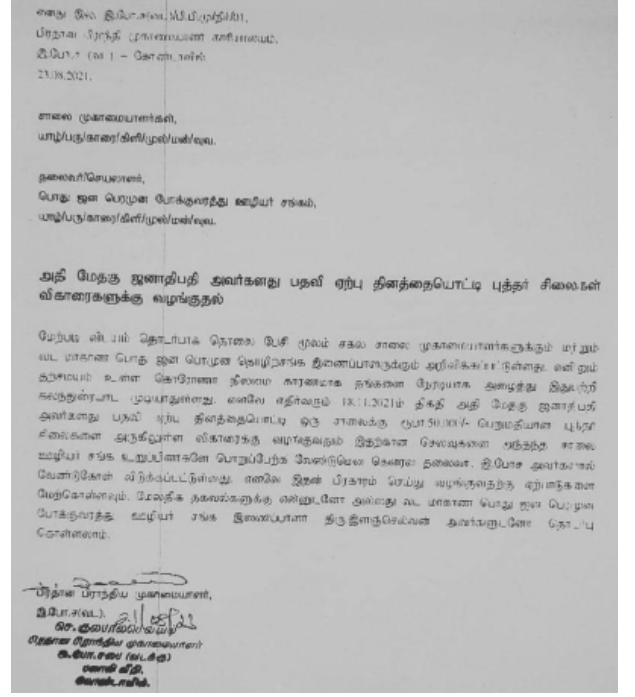 எனது இல: இ.போ.ச(வட)/பி.பி.மு/நி/01,
பிரதான பிராந்திய முகாமையாளர் காரியாலயம்,
இ.போ.ச (வட) – கோண்டாவில்
23.08.2021.
சாலை முகாமையாளர்கள்,
யாழ்/பரு/காரை/கிளி/முல்/மன்/வுவ.
தலைவர்/செயலாளர்,
பொது ஜன பெரமுன போக்குவரத்து ஊழியர் சங்கம்,
யாழ்/பரு/காரை/கிளி/முல்/மன்/வுவ.
அதி மேதகு ஜனாதிபதி அவர்களது பதவி ஏற்பு தினத்தையொட்டி புத்தர் சிலைகள்
விகாரைகளுக்கு வழங்குதல்
மேற்படி விடயம் தொடர்பாக தொலை பேசி மூலம் சகல சாலை முகாமையாளர்களுக்கும் மற்றும்
வட மாகாண பொது ஜன பெரமுன தொழிற்சங்க இணைப்பாளருக்கும் அறிவிக்கப்பட்டுள்ளது. எனினும்
தற்சமயம் உள்ள கொரோணா நிலமை காரணமாக தங்களை நேரடியாக அழைத்து இதுபற்றி
கலந்துரையாட முடியாதுள்ளது. எனவே எதிர்வரும் 18.11.2021ம் திகதி அதி மேதகு ஜனாதிபதி
அவர்களது பதவி ஏற்பு தினத்தையொட்டி ஒரு சாலைக்கு ரூபா.50,000/- பெறுமதியான புத்தர்
சிலைகளை அருகிலுள்ள விகாரைக்கு வழங்குவதும் இதற்கான செலவுகளை அந்தந்த சாலை
ஊழியர் சங்க உறுப்பினர்களே பொறுப்பேற்க வேண்டுமென கௌரவ தலைவர், இ.போச அவர்களால்
வேண்டுகோள் விடுக்கப்பட்டுள்ளது. எனவே இதன் பிரகாரம் செய்து வழங்குவதற்கு ஏற்பாடுகளை
மேற்கொள்ளவும். மேலதிக தகவல்களுக்கு என்னுடனோ அல்லது வட மாகாண பொது ஜன பெரமுன
போக்குவரத்து ஊழியர் சங்க இணைப்பாளர் திரு.இளஞ்செல்வன் அவர்களுடனோ தொடர்பு
கொள்ளலாம்.
பிரதான பிராந்திய முகாமையாளர்,
இ.போ.ச(வட).
செ. குணபாலசெல்வம்
பிரதான பிராந்திய முகாமையாளர்
இ.போ.சபை (வடக்கு)
வீதி,
கோண்டாவில்.